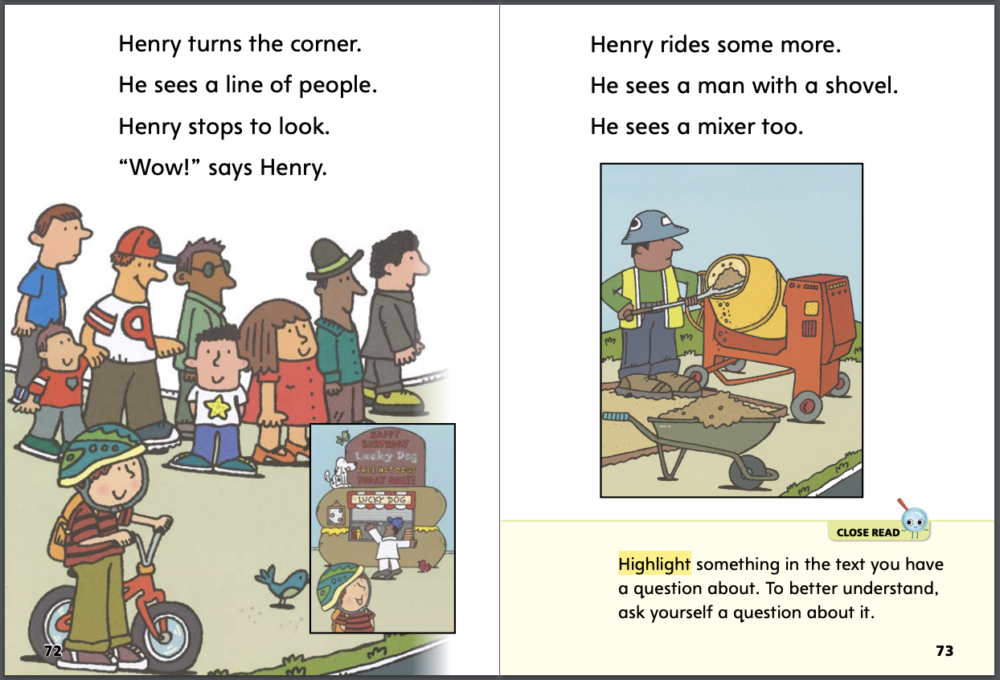 Henry turns the corner.
He sees a line of people.
Henry stops to look.
“Wow!” says Henry.
HAPPY
BIRTHDAY
Lucky Dog
FREE HOT DOGS
TODAY ONLY!
LUCKY DOG
72
Henry rides some more.
He sees a man with a shovel.
He sees a mixer too.
CLOSE READ
Highlight something in the text you have
a question about. To better understand,
ask yourself a question about it.
73